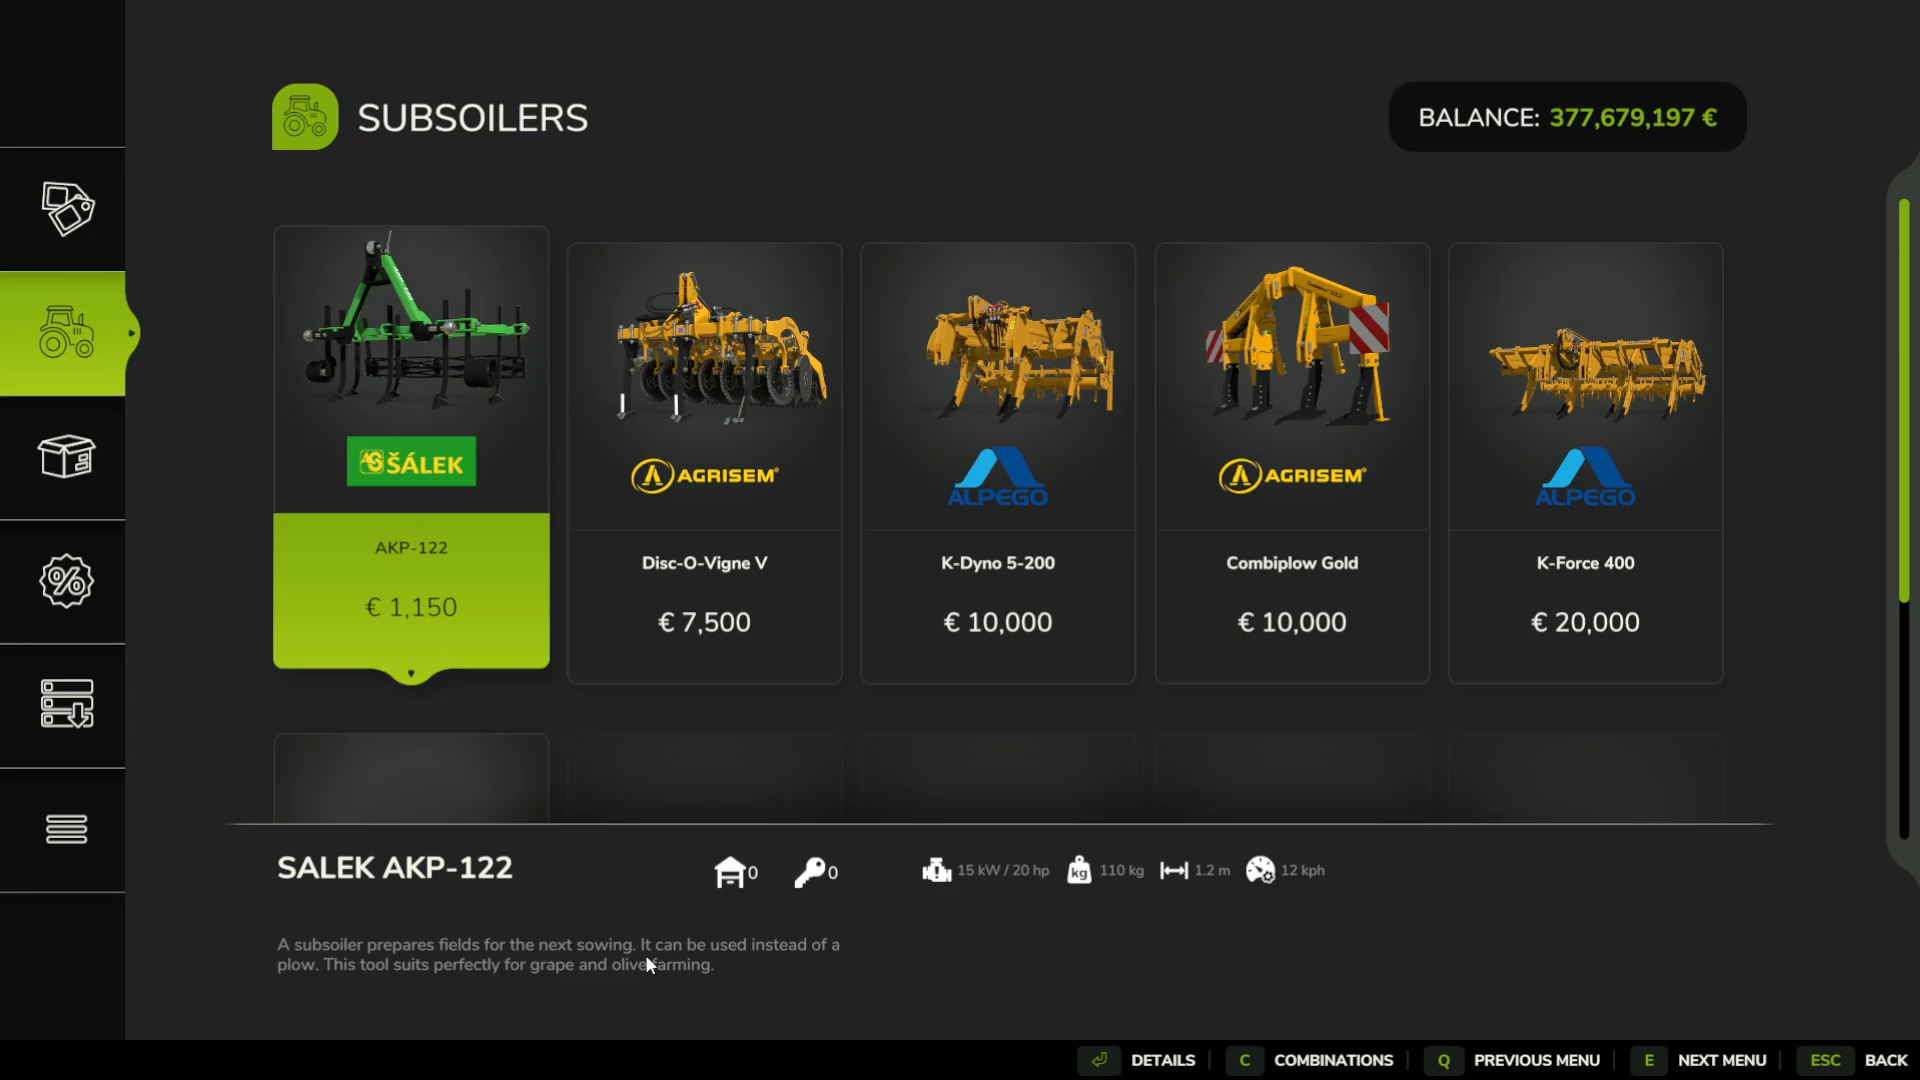 SUBSOILERS
BALANCE: 377,679,197 €
AGS ŠÁLEK
AGRISEM
ALPEGO
AGRISEM
ALPEGO
AKP-122
€ 1,150
Disc-O-Vigne V
€ 7,500
K-Dyno 5-200
€ 10,000
Combiplow Gold
€ 10,000
K-Force 400
€ 20,000
SALEK AKP-122
0
0
15 kW / 20 hp
kg
110 kg
1.2 m
12 kph
A subsoiler prepares fields for the next sowing. It can be used instead of a
plow. This tool suits perfectly for grape and olive farming.
DETAILS
C COMBINATIONS
Q PREVIOUS MENU
E NEXT MENU
ESC BACK